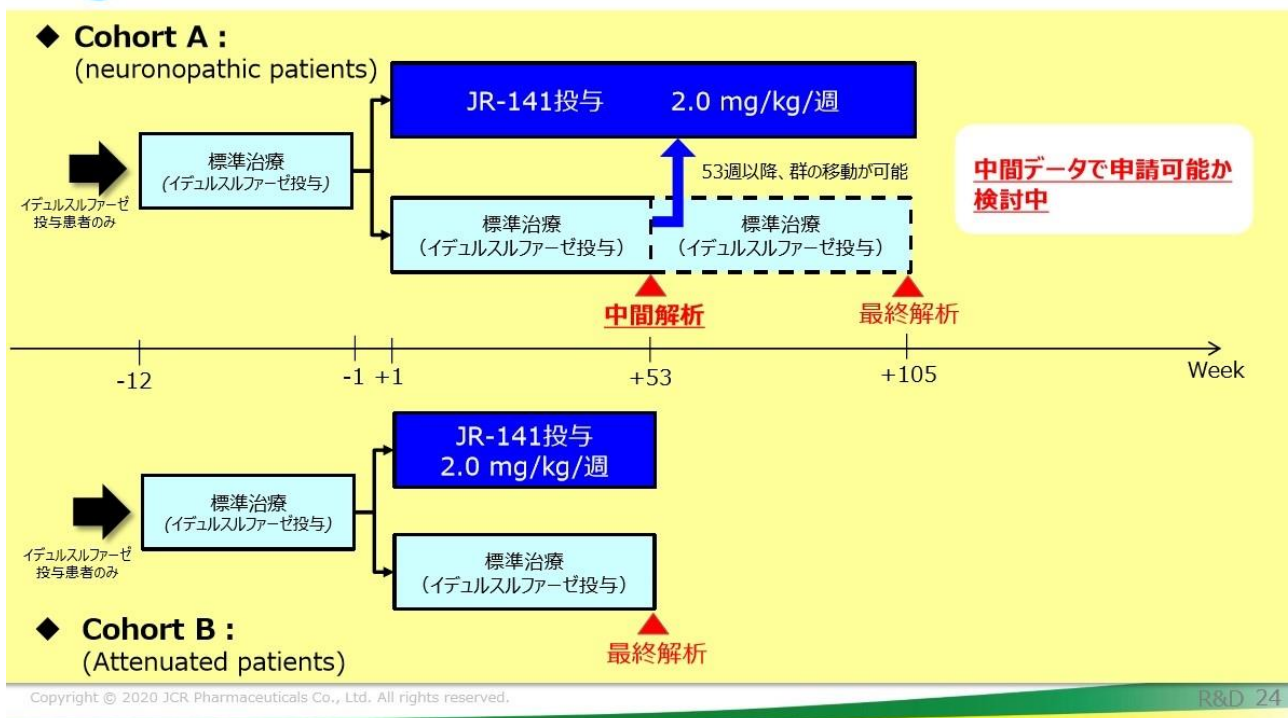 ◆ Cohort A :
(neuronopathic patients)
JR-141投与 2.0 mg/kg/週
標準治療
(イデュルスルファーゼ投与)
イデュルスルファーゼ
投与患者のみ
53週以降、群の移動が可能
中間データで申請可能か
検討中
標準治療
（イデュルスルファーゼ投与）
標準治療
（イデュルスルファーゼ投与）
中間解析
最終解析
-12
-1
+1
+53
+105
Week
JR-141投与
2.0 mg/kg/週
標準治療
(イデュルスルファーゼ投与)
イデュルスルファーゼ
投与患者のみ
標準治療
（イデュルスルファーゼ投与）
◆ Cohort B :
(Attenuated patients)
最終解析
Copyright © 2020 JCR Pharmaceuticals Co., Ltd. All rights reserved.
R&D 24